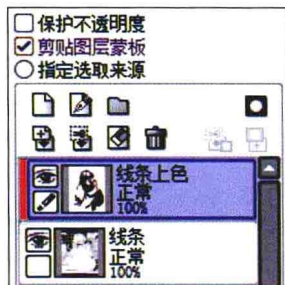 保护不透明度
剪贴图层蒙板
指定选取来源
线条上色
正常
100%
线条
正常
100%